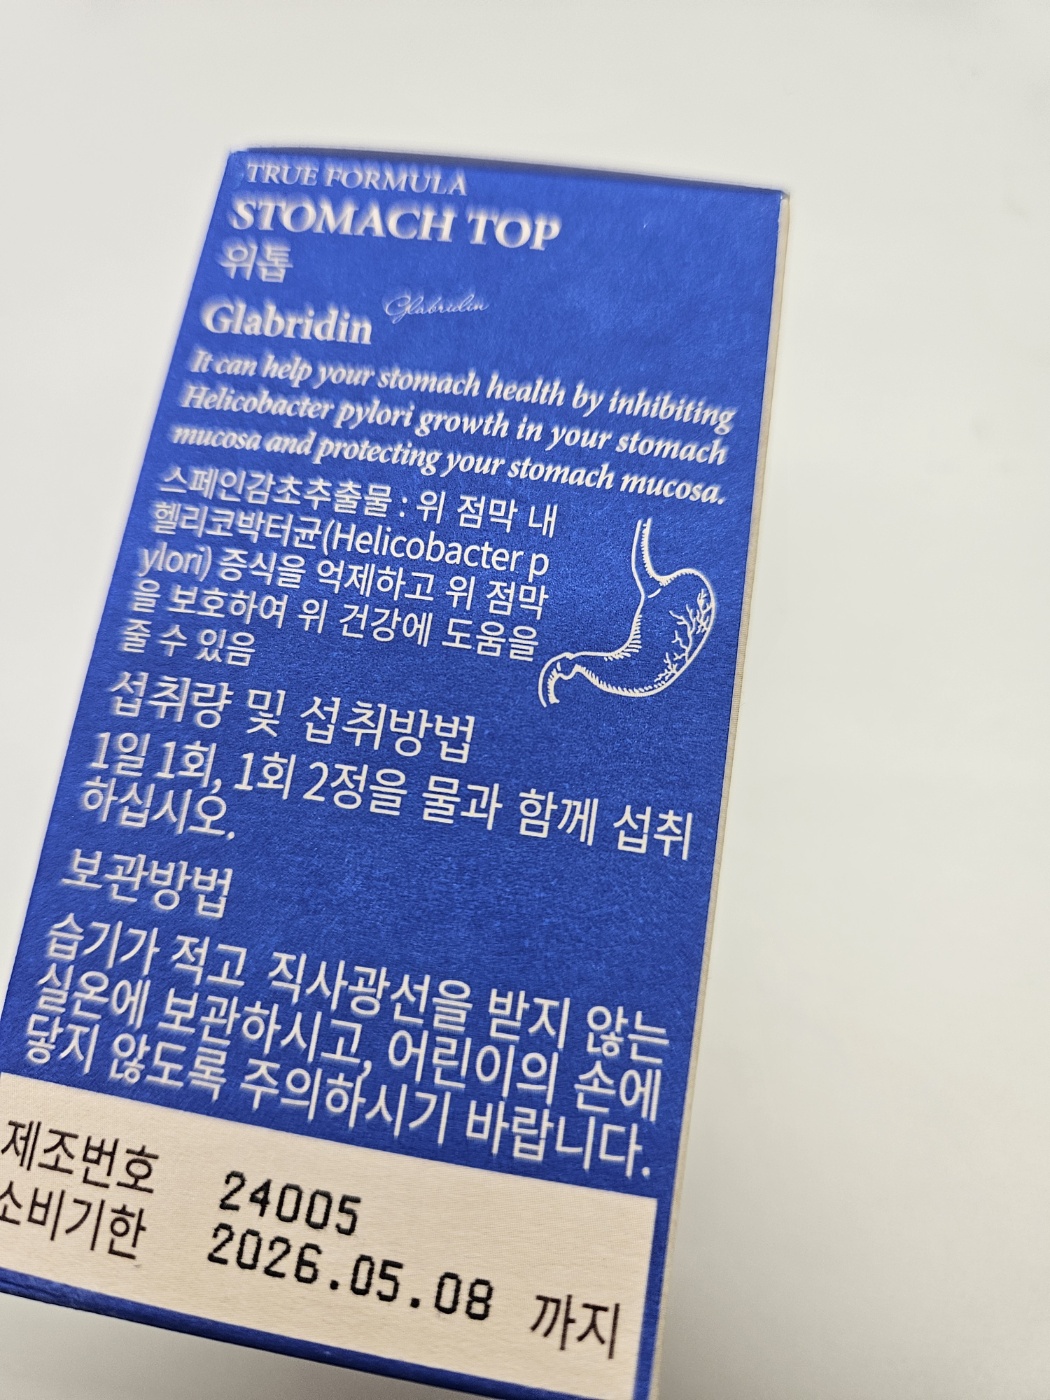 TRUE FORMULA
STOMACH TOP
위톱
Glabridin Glabridin
It can help your stomach health by inhibiting
Helicobacter pylori growth in your stomach
mucosa and protecting your stomach mucosa.
스페인감초추출물 : 위 점막 내
헬리코박터균(Helicobacter p
ylori) 증식을 억제하고 위 점막
을 보호하여 위 건강에 도움을
줄 수 있음
섭취량 및 섭취방법
1일 1회, 1회 2정을 물과 함께 섭취
하십시오.
보관방법
습기가 적고 직사광선을 받지 않는
실온에 보관하시고, 어린이의 손에
닿지 않도록 주의하시기 바랍니다.
제조번호 24005
소비기한 2026.05.08 까지